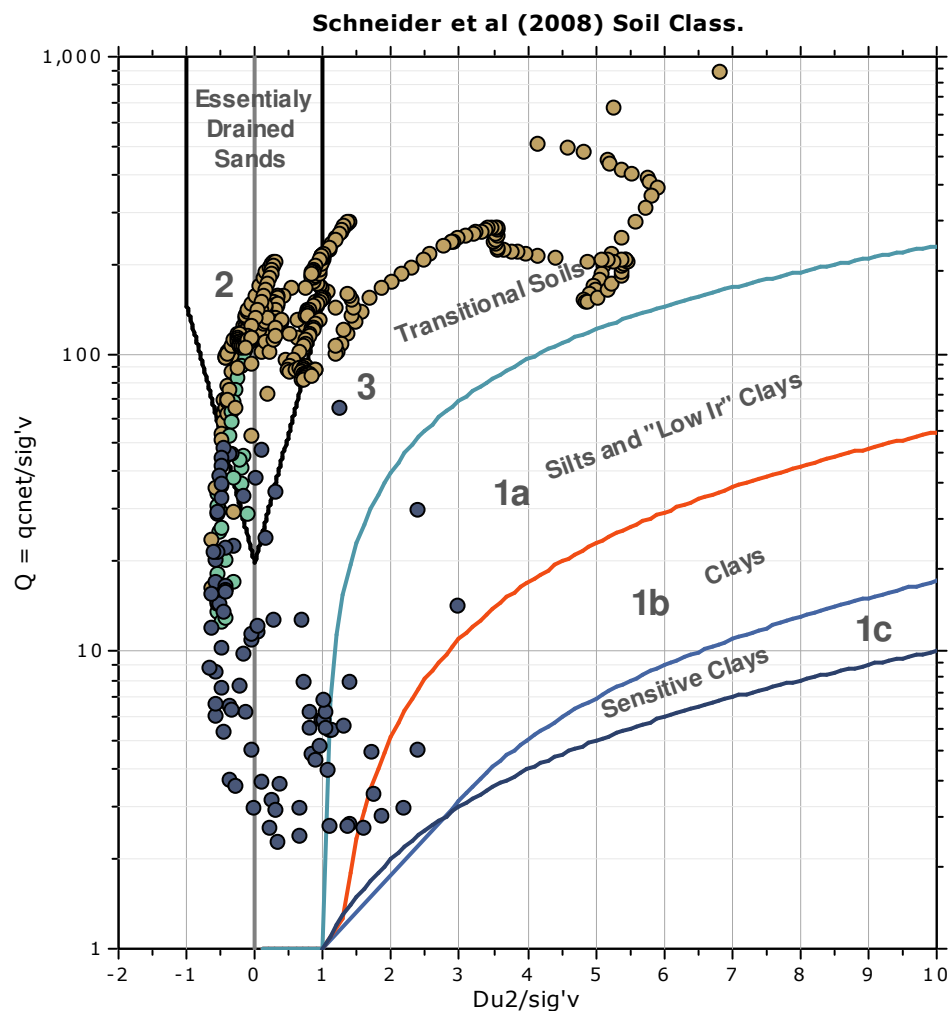 Schneider et al (2008) Soil Class.
1,000
Essentialy
Drained
Sands
2
Transitional Soils
3
100
Silts and "Low Ir" Clays
1a
Clays
1b
1c
Sensitive Clays
10
1
Q = qcnet/sig'v
-2 -1 0 1 2 3 4 5 6 7 8 9 10
Du2/sig'v